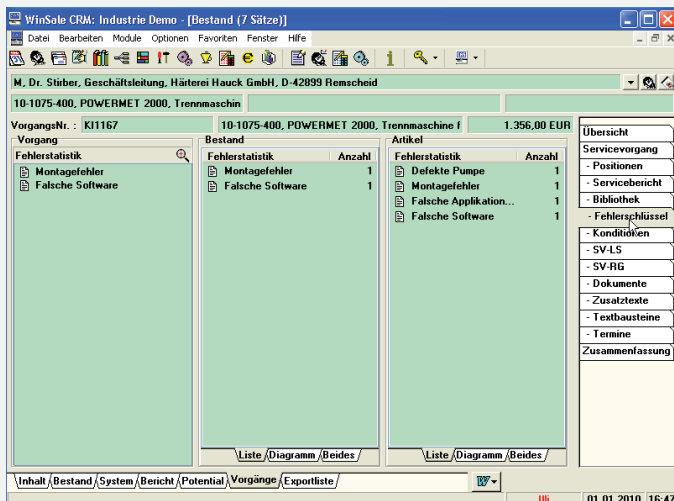 WinSale CRM: Industrie Demo - [Bestand (7 Sätze)]
Datei Bearbeiten Module Optionen Favoriten Fenster Hilfe
M, Dr. Stirber, Geschäftsleitung, Härterei Hauck GmbH, D-42899 Remscheid
10-1075-400, POWERMET 2000, Trennmaschin
VorgangsNr. : KI1167 10-1075-400, POWERMET 2000, Trennmaschine f 1.356,00 EUR
Vorgang
Fehlerstatistik
Montagefehler
Falsche Software
Bestand
Fehlerstatistik Anzahl
Montagefehler 1
Falsche Software 1
Liste Diagramm Beides
Artikel
Fehlerstatistik Anzahl
Defekte Pumpe 1
Montagefehler 1
Falsche Applikation... 1
Falsche Software 1
Liste Diagramm Beides
Übersicht
Servicevorgang
- Positionen
- Servicebericht
- Bibliothek
- Fehlerschlüssel
- Konditionen
- SV-LS
- SV-RG
- Dokumente
- Zusatztexte
- Textbausteine
- Termine
Zusammenfassung
Inhalt Bestand System Bericht Potential Vorgänge Exportliste
Uli 01.01.2010 16:47